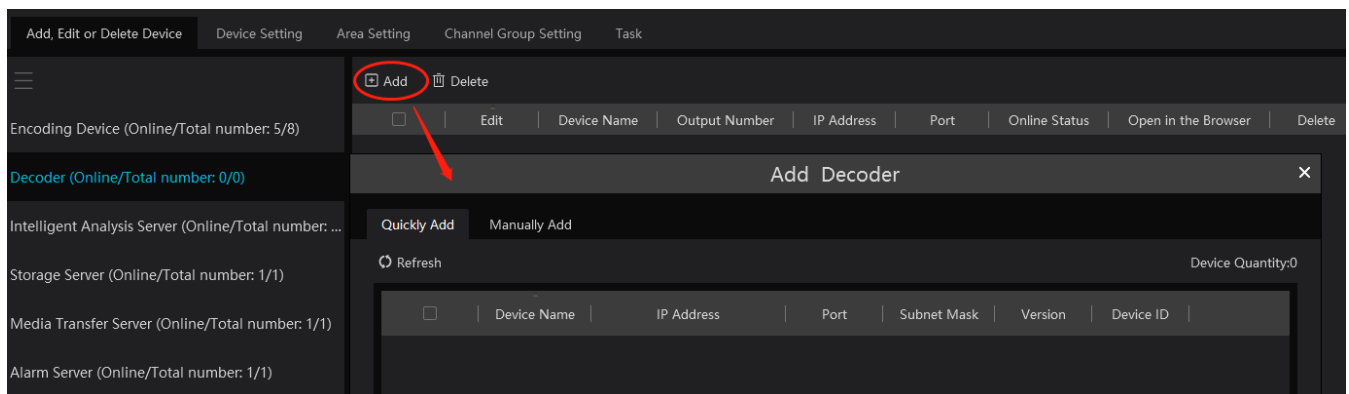 Add, Edit or Delete Device Device Setting Area Setting Channel Group Setting Task
Add Delete
Edit Device Name Output Number IP Address Port Online Status Open in the Browser Delete
Encoding Device (Online/Total number: 5/8)
Decoder (Online/Total number: 0/0)
Intelligent Analysis Server (Online/Total number: ...
Storage Server (Online/Total number: 1/1)
Media Transfer Server (Online/Total number: 1/1)
Alarm Server (Online/Total number: 1/1)
Add Decoder
Quickly Add Manually Add
Refresh Device Quantity:0
Device Name IP Address Port Subnet Mask Version Device ID